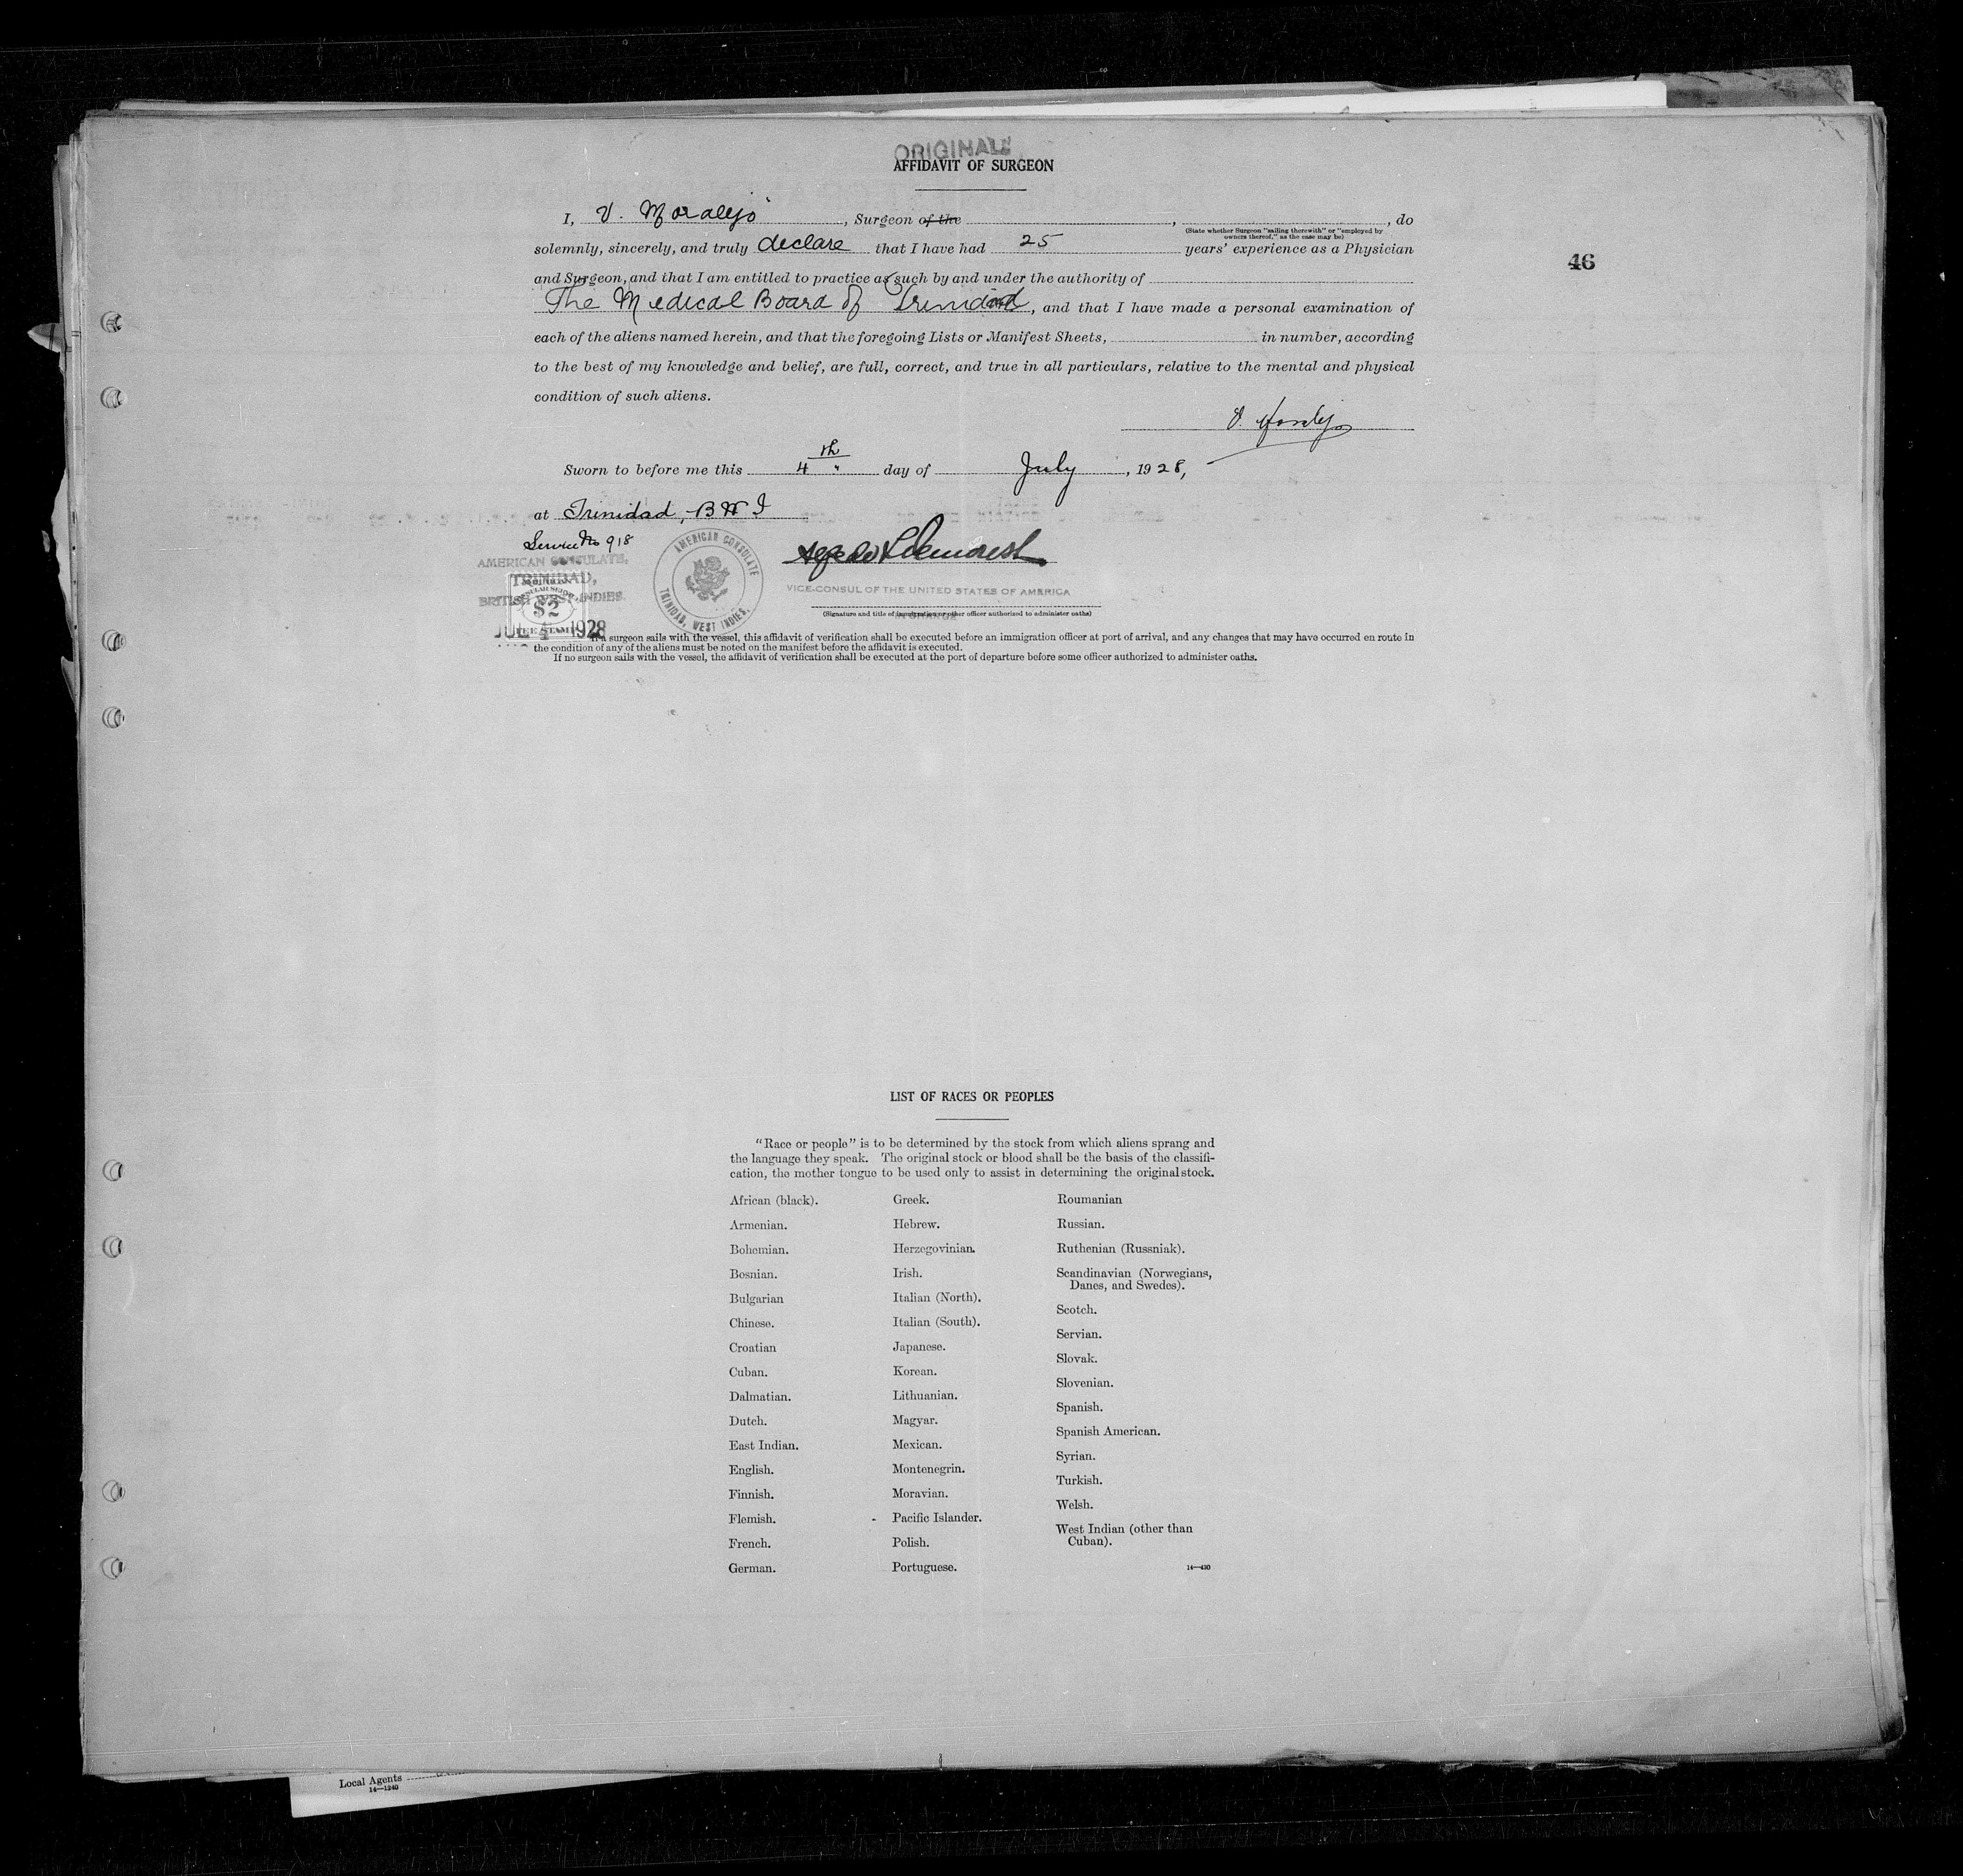 ORIGINAL
AFFIDAVIT OF SURGEON
I, V. Moralejo, Surgeon of the , , do
(State whether Surgeon "sailing therewith" or "employed by
owners thereof," as the case may be)
solemnly, sincerely, and truly declare that I have had 25 years' experience as a Physician
46
and Surgeon, and that I am entitled to practice as such by and under the authority of
The Medical Board of Trinidad, and that I have made a personal examination of
each of the aliens named herein, and that the foregoing Lists or Manifest Sheets, in number, according
to the best of my knowledge and belief, are full, correct, and true in all particulars, relative to the mental and physical
condition of such aliens.
V. Moralejo
Sworn to before me this 4th day of July, 1928,
at Trinidad, B W I
Service No 918
AMERICAN CONSULATE,
TRINIDAD,
BRITISH WEST INDIES.
$2
FEE STAMP
JUL 4 1928
AMERICAN CONSULATE
TRINIDAD, WEST INDIES.
Demorest
VICE-CONSUL OF THE UNITED STATES OF AMERICA
(Signature and title of immigration or other officer authorized to administer oaths)
If a surgeon sails with the vessel, this affidavit of verification shall be executed before an immigration officer at port of arrival, and any changes that may have occurred en route in
the condition of any of the aliens must be noted on the manifest before the affidavit is executed.
If no surgeon sails with the vessel, the affidavit of verification shall be executed at the port of departure before some officer authorized to administer oaths.
LIST OF RACES OR PEOPLES
"Race or people" is to be determined by the stock from which aliens sprang and
the language they speak. The original stock or blood shall be the basis of the classifi-
cation, the mother tongue to be used only to assist in determining the original stock.
African (black).
Armenian.
Bohemian.
Bosnian.
Bulgarian
Chinese.
Croatian
Cuban.
Dalmatian.
Dutch.
East Indian.
English.
Finnish.
Flemish.
French.
German.
Greek.
Hebrew.
Herzegovinian.
Irish.
Italian (North).
Italian (South).
Japanese.
Korean.
Lithuanian.
Magyar.
Mexican.
Montenegrin.
Moravian.
Pacific Islander.
Polish.
Portuguese.
Roumanian
Russian.
Ruthenian (Russniak).
Scandinavian (Norwegians,
Danes, and Swedes).
Scotch.
Servian.
Slovak.
Slovenian.
Spanish.
Spanish American.
Syrian.
Turkish.
Welsh.
West Indian (other than
Cuban).
14—430
Local Agents
14—1240